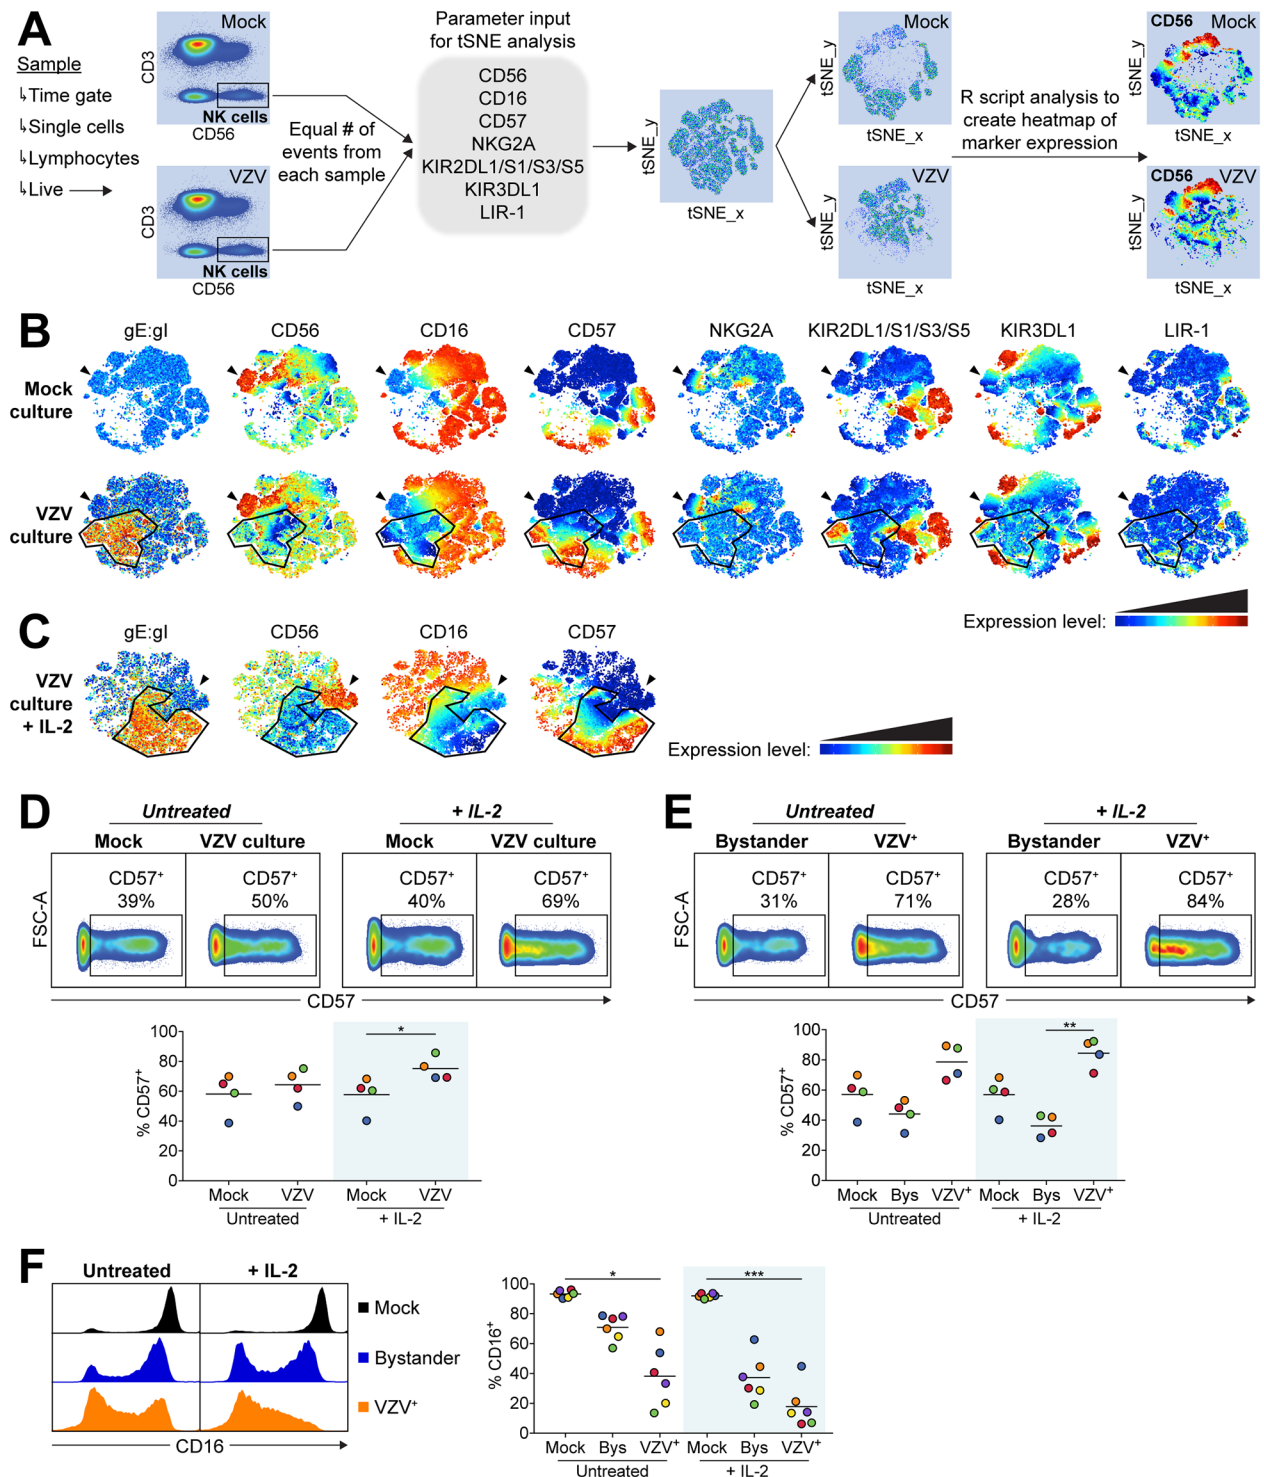 A
Sample
↳Time gate
↳Single cells
↳Lymphocytes
↳Live
CD3
Mock
NK cells
CD56
CD3
VZV
NK cells
CD56
Equal # of
events from
each sample
Parameter input
for tSNE analysis
CD56
CD16
CD57
NKG2A
KIR2DL1/S1/S3/S5
KIR3DL1
LIR-1
tSNE_y
tSNE_x
Mock
tSNE_y
tSNE_x
VZV
tSNE_y
tSNE_x
R script analysis to
create heatmap of
marker expression
CD56 Mock
tSNE_y
tSNE_x
CD56 VZV
tSNE_y
tSNE_x
B
gE:gI CD56 CD16 CD57 NKG2A KIR2DL1/S1/S3/S5 KIR3DL1 LIR-1
Mock
culture
VZV
culture
Expression level:
C
gE:gI CD56 CD16 CD57
VZV
culture
+ IL-2
Expression level:
D
Untreated + IL-2
Mock VZV culture Mock VZV culture
FSC-A
CD57+ CD57+ CD57+ CD57+
39% 50% 40% 69%
CD57
% CD57+
100
80
60
40
20
0
*
Mock VZV Mock VZV
Untreated + IL-2
E
Untreated + IL-2
Bystander VZV+ Bystander VZV+
FSC-A
CD57+ CD57+ CD57+ CD57+
31% 71% 28% 84%
CD57
% CD57+
100
80
60
40
20
0
**
Mock Bys VZV+ Mock Bys VZV+
Untreated + IL-2
F
Untreated + IL-2
Mock
Bystander
VZV+
CD16
% CD16+
100
80
60
40
20
0
* ***
Mock Bys VZV+ Mock Bys VZV+
Untreated + IL-2